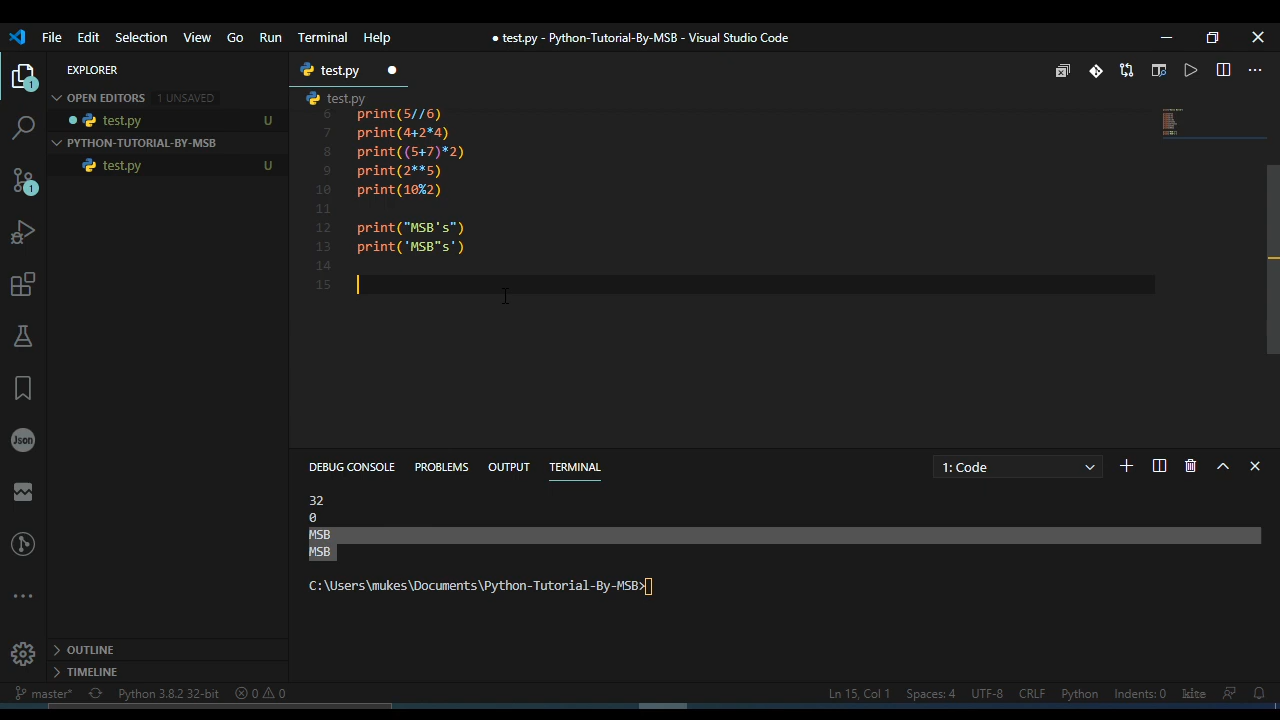 File Edit Selection View Go Run Terminal Help
● test.py - Python-Tutorial-By-MSB - Visual Studio Code
EXPLORER
test.py
1
OPEN EDITORS 1 UNSAVED
test.py
test.py U
6 print(5//6)
7 print(4+2*4)
PYTHON-TUTORIAL-BY-MSB
8 print((5+7)*2)
test.py U
9 print(2**5)
1
10 print(10%2)
11
12 print("MSB's")
13 print('MSB"s')
14
15
Json
DEBUG CONSOLE PROBLEMS OUTPUT TERMINAL
1: Code
32
0
MSB
MSB
C:\Users\mukes\Documents\Python-Tutorial-By-MSB>
OUTLINE
TIMELINE
master* Python 3.8.2 32-bit 0 0 Ln 15, Col 1 Spaces: 4 UTF-8 CRLF Python Indents: 0 kite